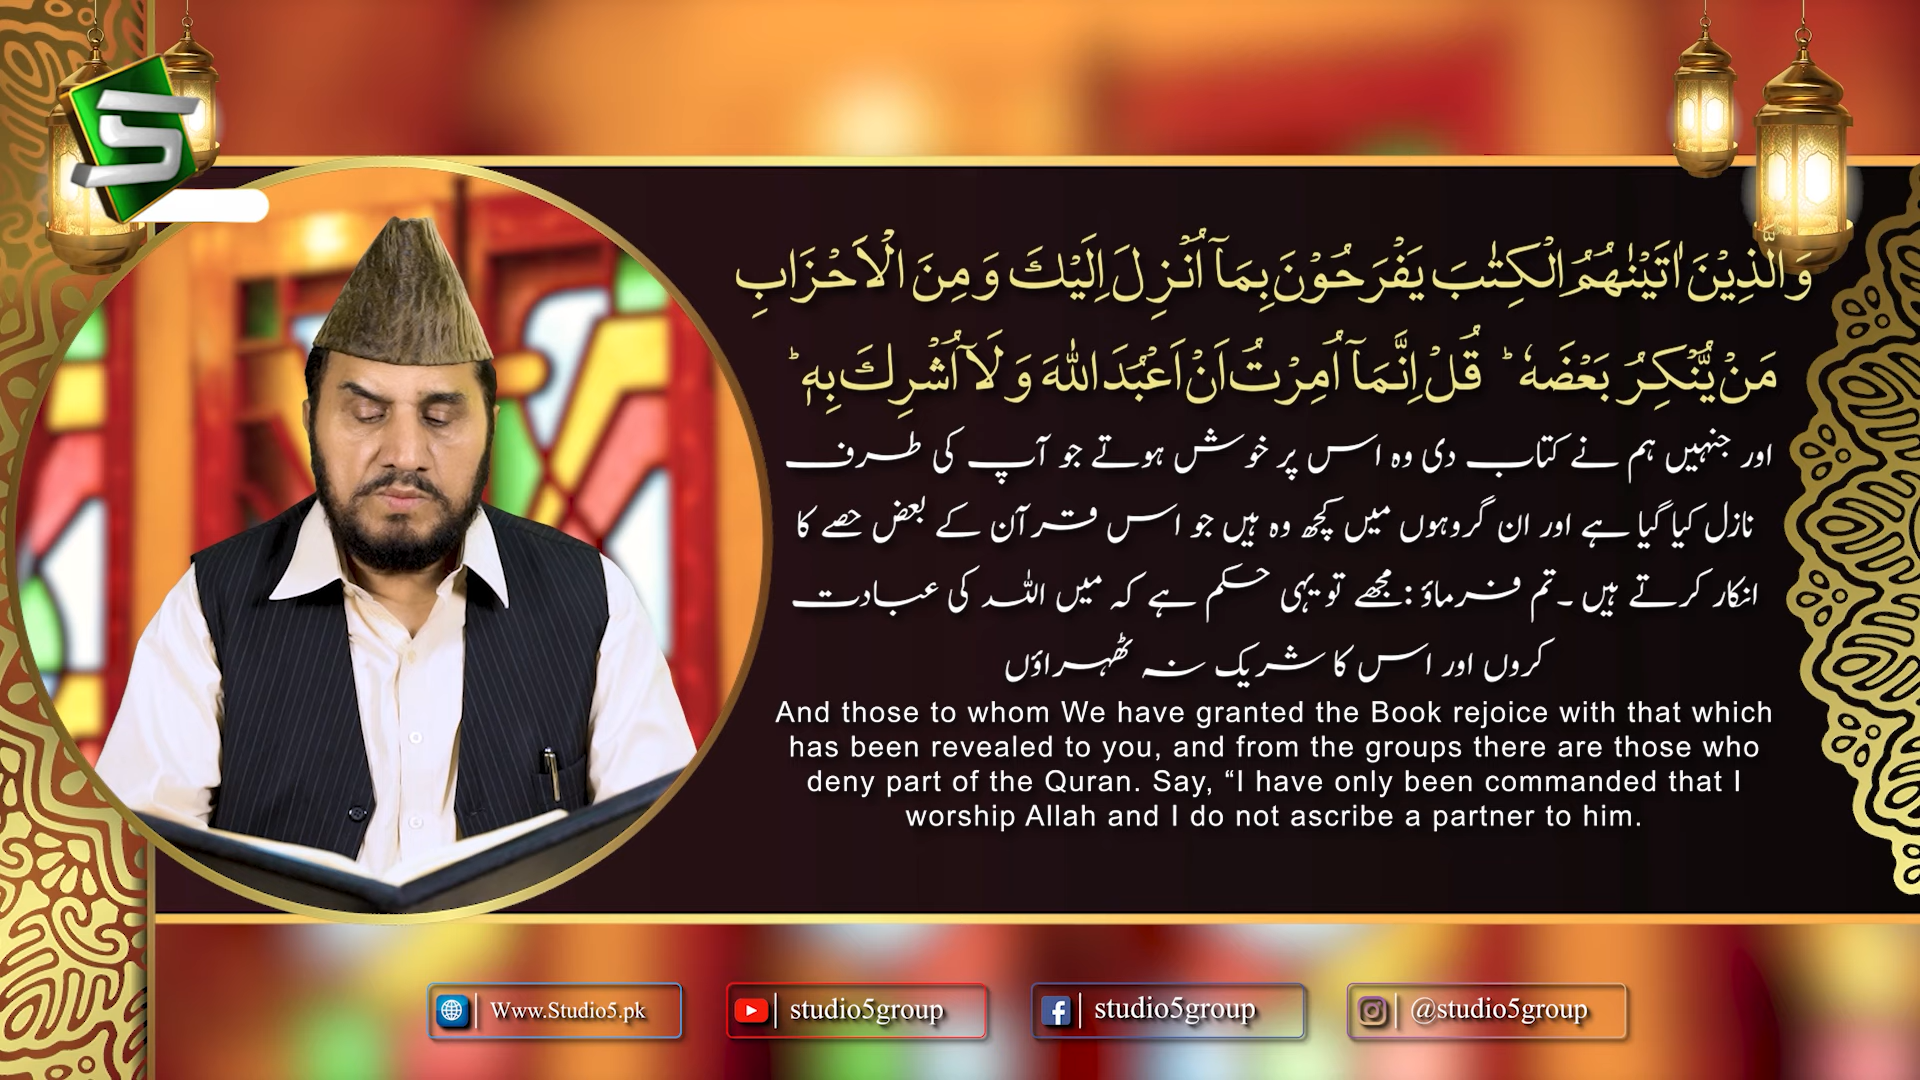 وَالَّذِيْنَ اٰتَيْنٰهُمُ الْكِتٰبَ يَفْرَحُوْنَ بِمَاۤ اُنْزِلَ اِلَيْكَ وَ مِنَ الْاَحْزَابِ
مَنْ يُّنْكِرُ بَعْضَهٗ ؕ قُلْ اِنَّمَاۤ اُمِرْتُ اَنْ اَعْبُدَ اللّٰهَ وَ لَاۤ اُشْرِكَ بِهٖ ؕ
اور جنہیں ہم نے کتاب دی وہ اس پر خوش ہوتے جو آپ کی طرف
نازل کیا گیا ہے اور ان گروہوں میں کچھ وہ ہیں جو اس قرآن کے بعض حصے کا
انکار کرتے ہیں ۔تم فرماؤ :مجھے تو یہی حکم ہے کہ میں اللہ کی عبادت
کروں اور اس کا شریک نہ ٹھہراؤں
And those to whom We have granted the Book rejoice with that which
has been revealed to you, and from the groups there are those who
deny part of the Quran. Say, “I have only been commanded that I
worship Allah and I do not ascribe a partner to him.
Www.Studio5.pk
studio5group
studio5group
@studio5group